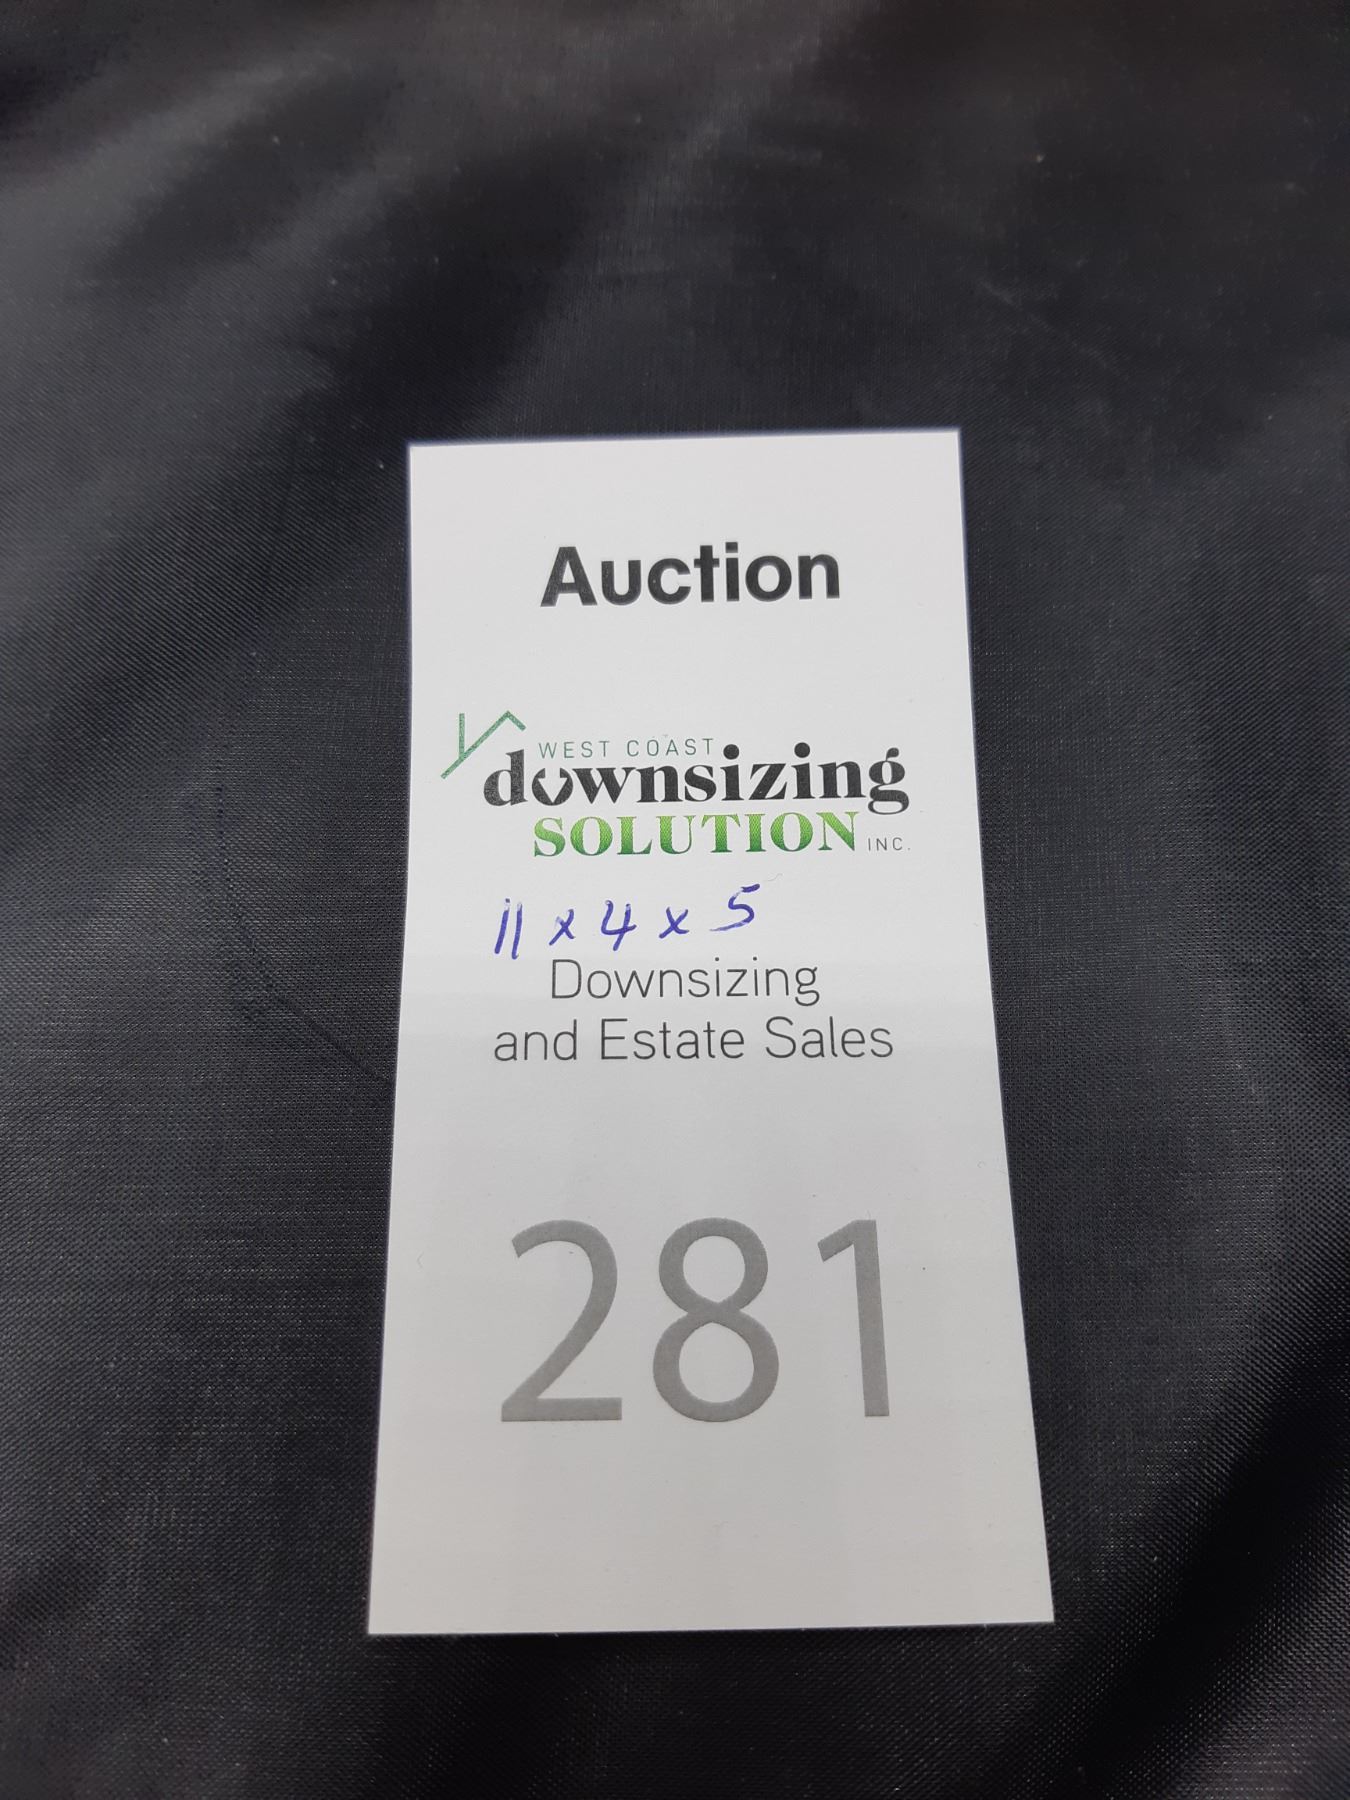 Auction
WEST COAST
downsizing
SOLUTION INC.
11 x 4 x 5
Downsizing
and Estate Sales
281